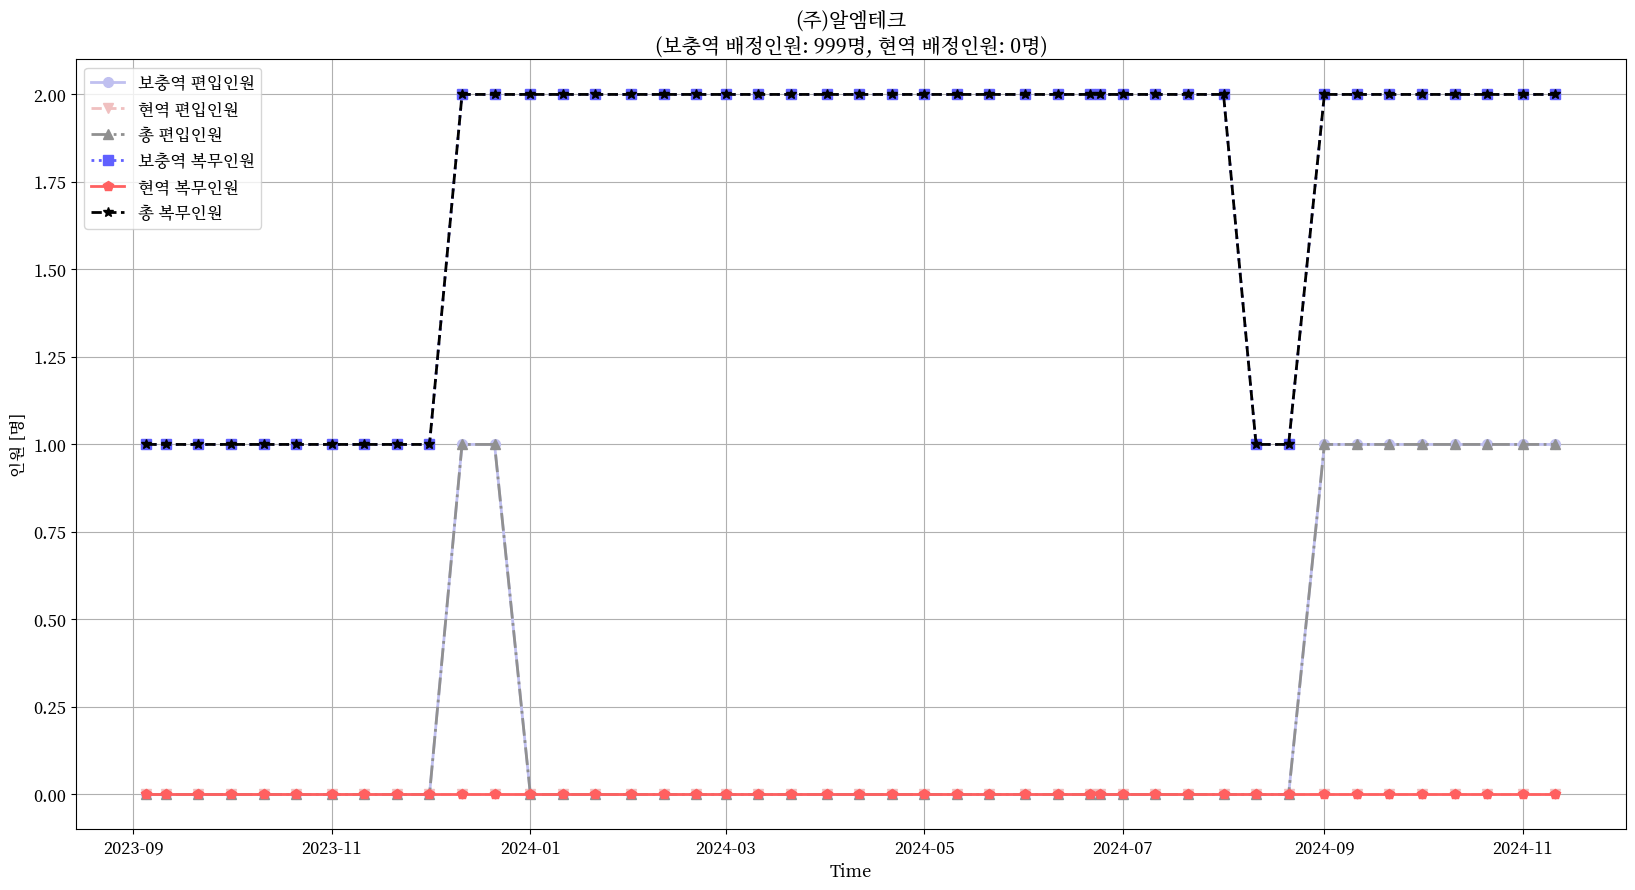 (주)알엠테크
(보충역 배정인원: 999명, 현역 배정인원: 0명)
보충역 편입인원
현역 편입인원
총 편입인원
보충역 복무인원
현역 복무인원
총 복무인원
2.00
1.75
1.50
1.25
1.00
0.75
0.50
0.25
0.00
인원 [명]
2023-09 2023-11 2024-01 2024-03 2024-05 2024-07 2024-09 2024-11
Time